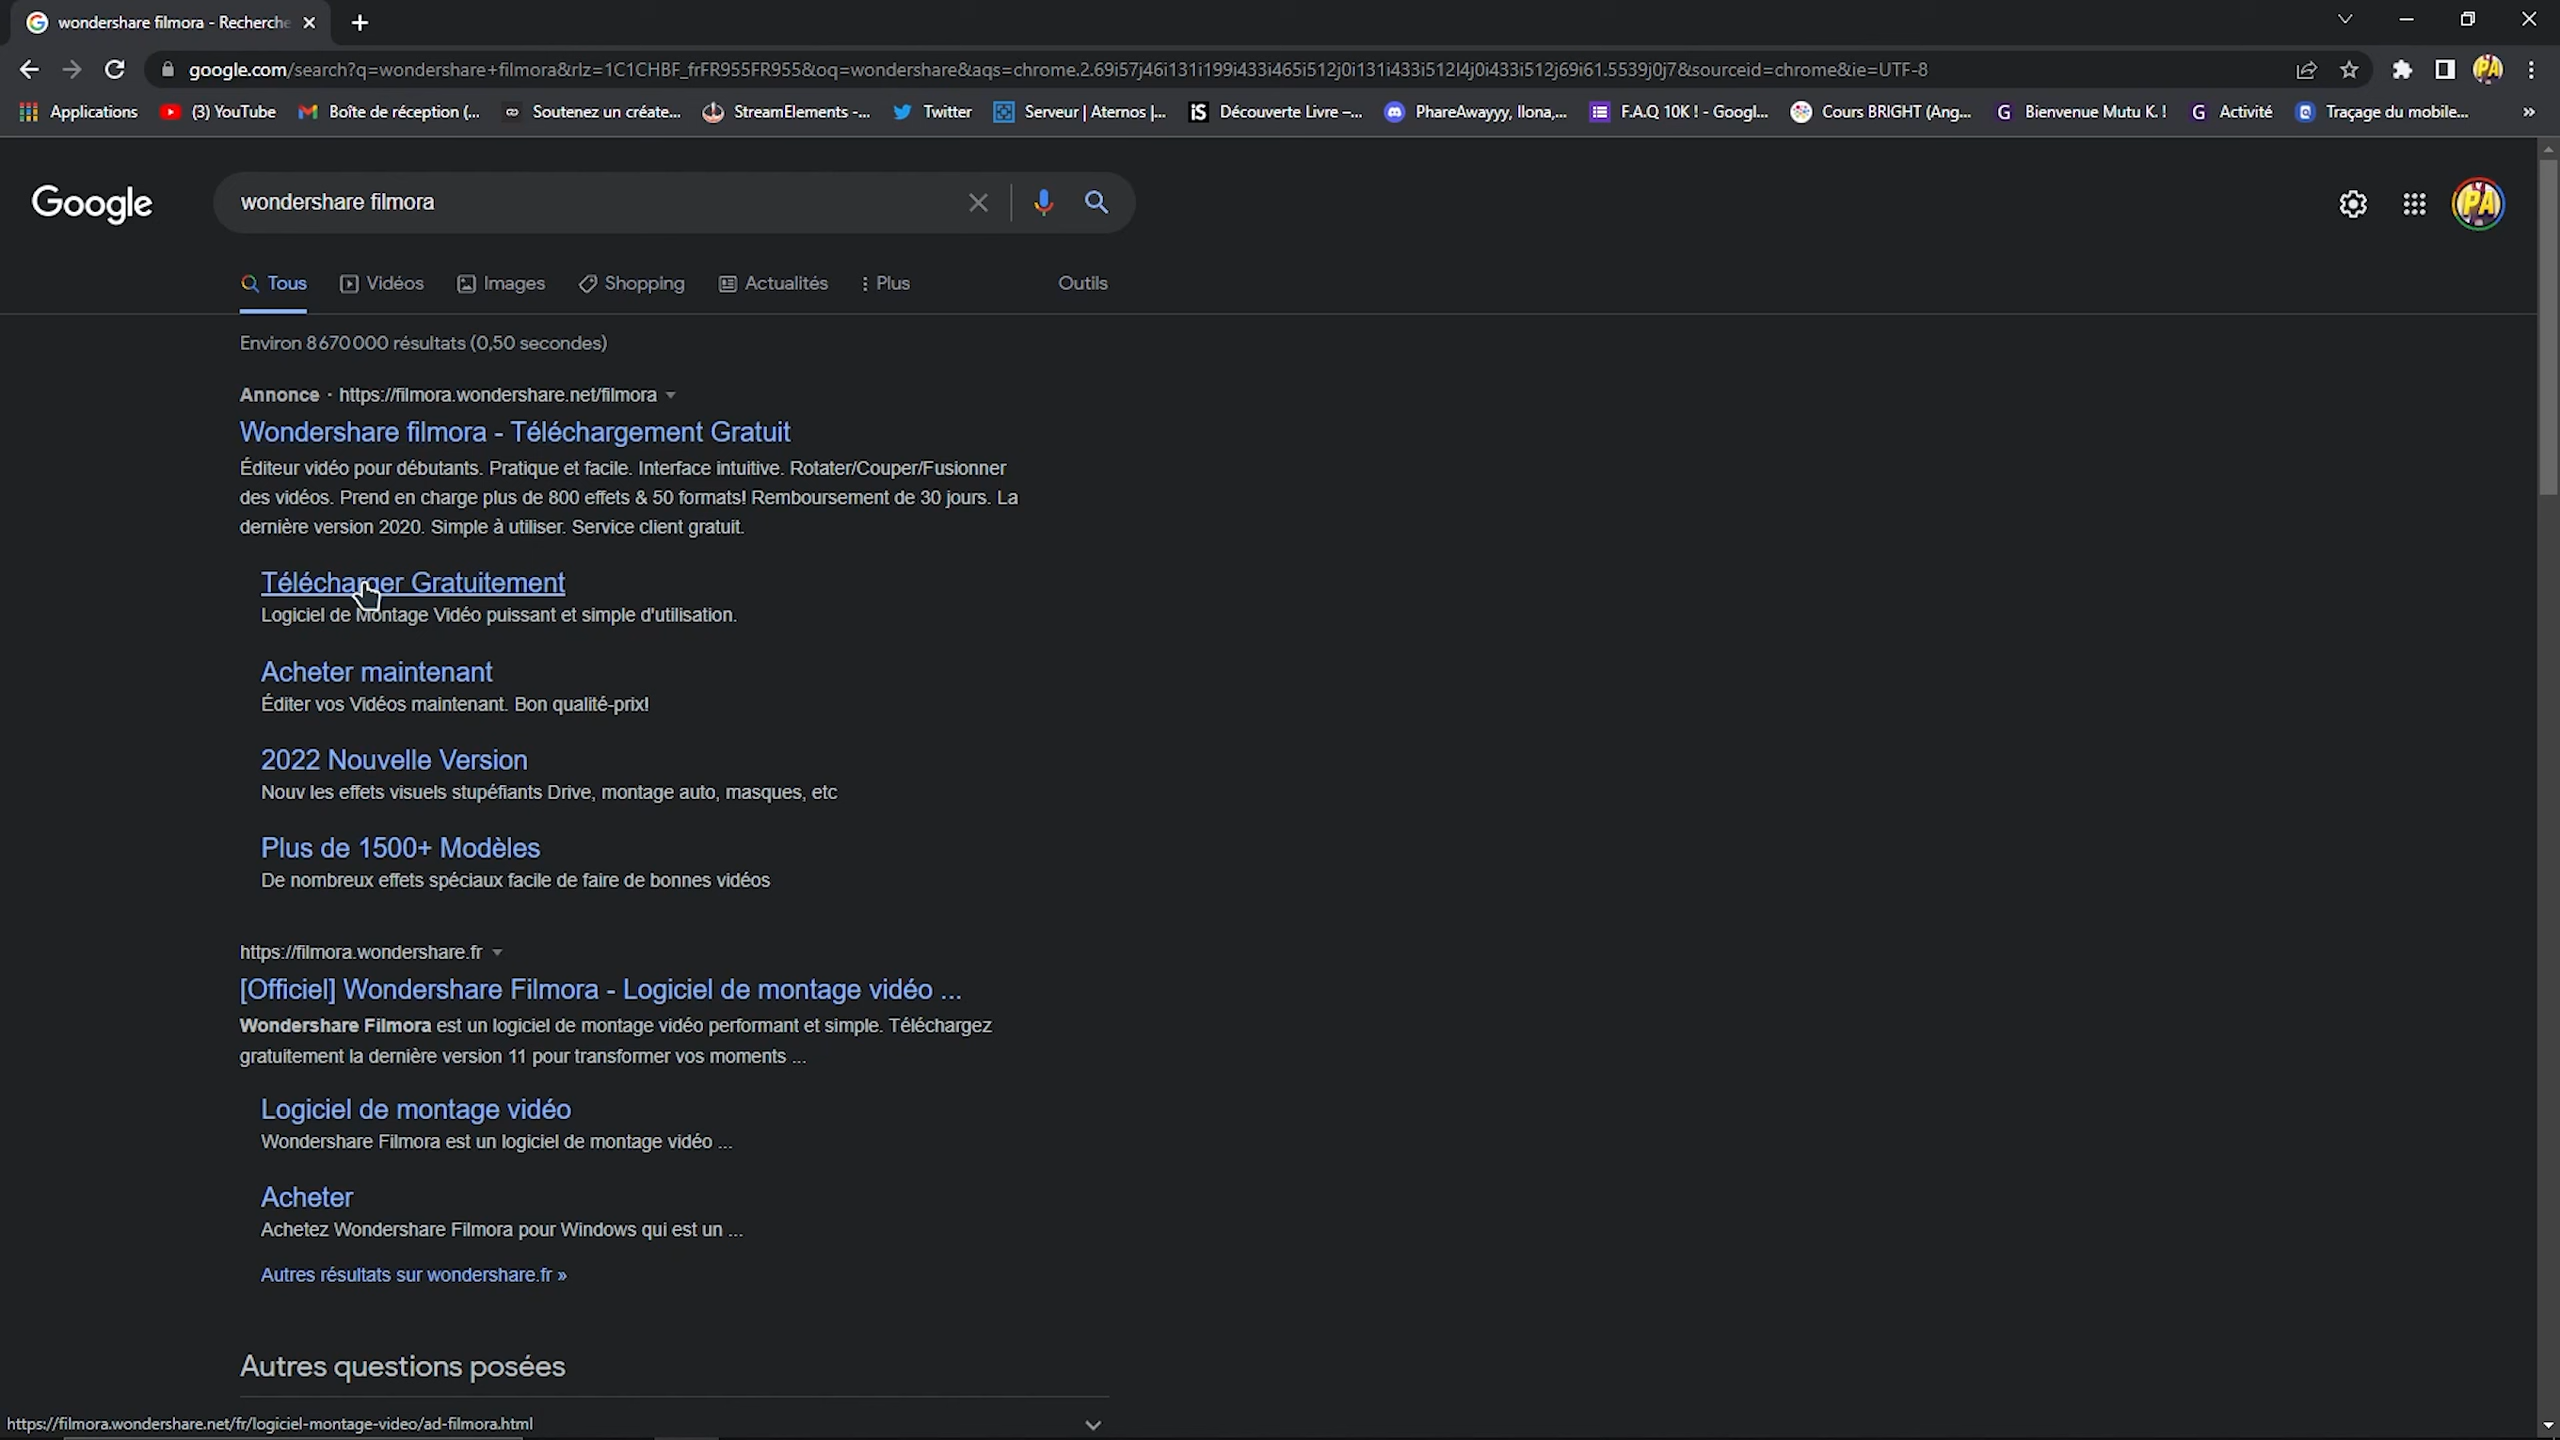 wondershare filmora - Recherche
google.com/search?q=wondershare+filmora&rlz=1C1CHBF_frFR955FR955&oq=wondershare&aqs=chrome.2.69i57j46i131i199i433i465i512j0i131i433i512l4j0i433i512j69i61.5539j0j7&sourceid=chrome&ie=UTF-8
Applications (3) YouTube Boîte de réception (... Soutenez un créate... StreamElements -... Twitter Serveur | Aternos |... Découverte Livre –... PhareAwayyy, Ilona,... F.A.Q 10K ! - Googl... Cours BRIGHT (Ang... Bienvenue Mutu K. ! Activité Traçage du mobile... »
Google wondershare filmora PA
Tous Vidéos Images Shopping Actualités Plus Outils
Environ 8 670 000 résultats (0,50 secondes)
Annonce · https://filmora.wondershare.net/filmora
Wondershare filmora - Téléchargement Gratuit
Éditeur vidéo pour débutants. Pratique et facile. Interface intuitive. Rotater/Couper/Fusionner
des vidéos. Prend en charge plus de 800 effets & 50 formats! Remboursement de 30 jours. La
dernière version 2020. Simple à utiliser. Service client gratuit.
Télécharger Gratuitement
Logiciel de Montage Vidéo puissant et simple d'utilisation.
Acheter maintenant
Éditer vos Vidéos maintenant. Bon qualité-prix!
2022 Nouvelle Version
Nouv les effets visuels stupéfiants Drive, montage auto, masques, etc
Plus de 1500+ Modèles
De nombreux effets spéciaux facile de faire de bonnes vidéos
https://filmora.wondershare.fr
[Officiel] Wondershare Filmora - Logiciel de montage vidéo ...
Wondershare Filmora est un logiciel de montage vidéo performant et simple. Téléchargez
gratuitement la dernière version 11 pour transformer vos moments ...
Logiciel de montage vidéo
Wondershare Filmora est un logiciel de montage vidéo ...
Acheter
Achetez Wondershare Filmora pour Windows qui est un ...
Autres résultats sur wondershare.fr »
Autres questions posées
https://filmora.wondershare.net/fr/logiciel-montage-video/ad-filmora.html